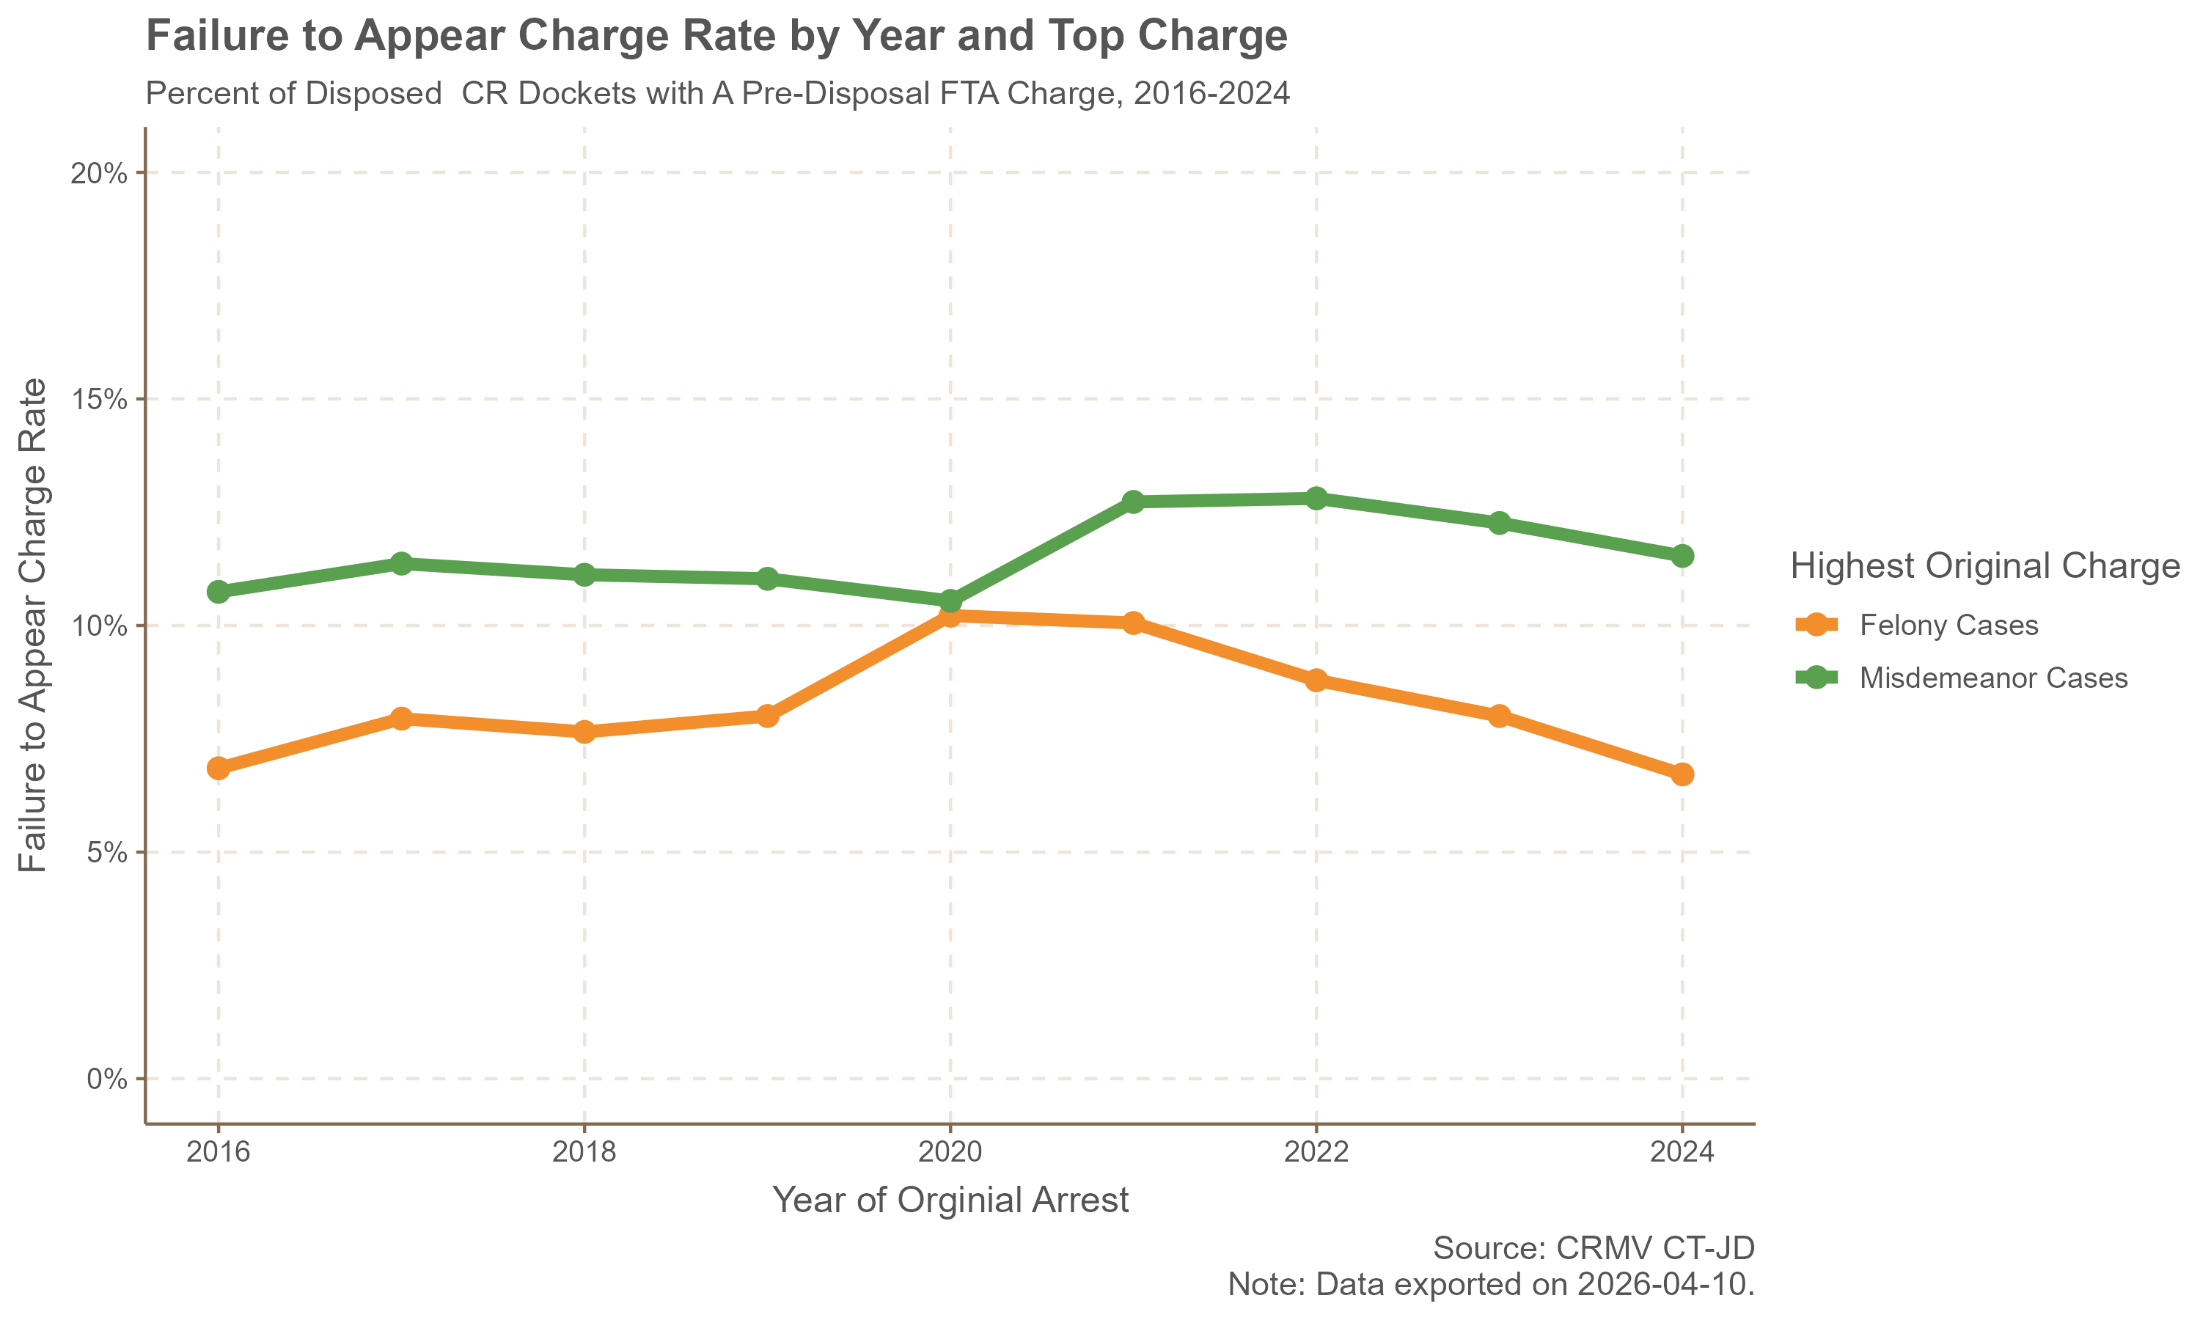 Failure to Appear Charge Rate by Year and Top Charge
Percent of Disposed  CR Dockets with A Pre-Disposal FTA Charge, 2016-2024
Failure to Appear Charge Rate
20%
15%
10%
5%
0%
2016
2018
2020
2022
2024
Year of Orginial Arrest
Highest Original Charge
Felony Cases
Misdemeanor Cases
Source: CRMV CT-JD
Note: Data exported on 2026-04-10.